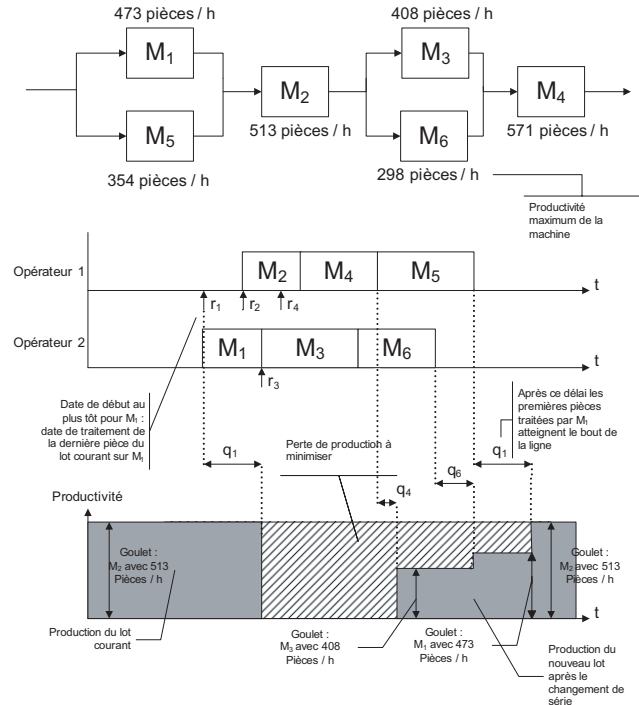 473 pièces / h
408 pièces / h
M1
M3
M2
M4
513 pièces / h
571 pièces / h
M5
M6
354 pièces / h
298 pièces / h
Productivité
maximum de la
machine
Opérateur 1
M2
M4
M5
t
r1
r2
r4
Opérateur 2
M1
M3
M6
t
r3
Date de début au
plus tôt pour M1 :
date de traitement de
la dernière pièce du
lot courant sur M1
Après ce délai les
premières pièces
traitées par M1
atteignent le bout de
la ligne
Perte de production à
minimiser
q1
q4
q6
q1
Productivité
Goulet :
M2 avec 513
Pièces / h
Goulet :
M2 avec 513
Pièces / h
t
Production du lot
courant
Goulet :
M3 avec 408
Pièces / h
Goulet :
M1 avec 473
Pièces / h
Production du
nouveau lot
après le
changement de
série